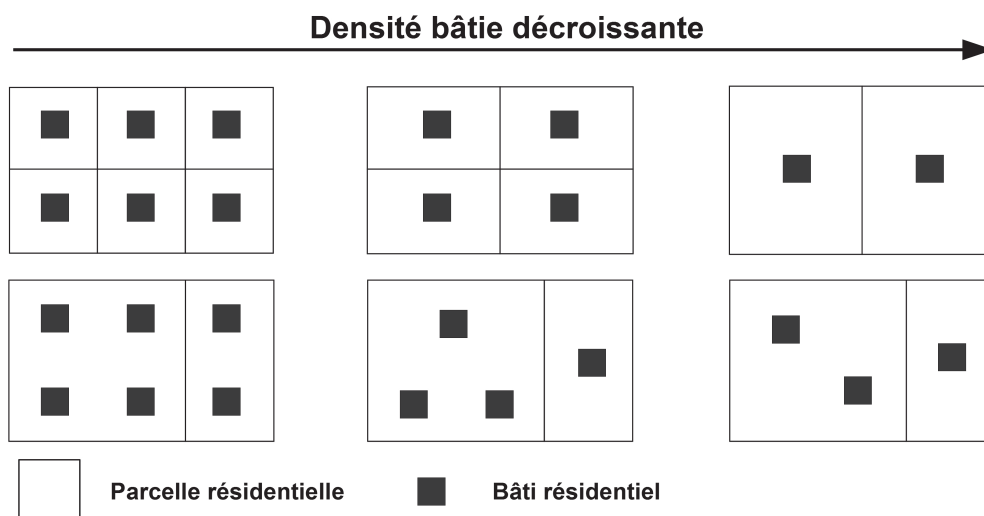 Densité bâtie décroissante
Parcelle résidentielle
Bâti résidentiel